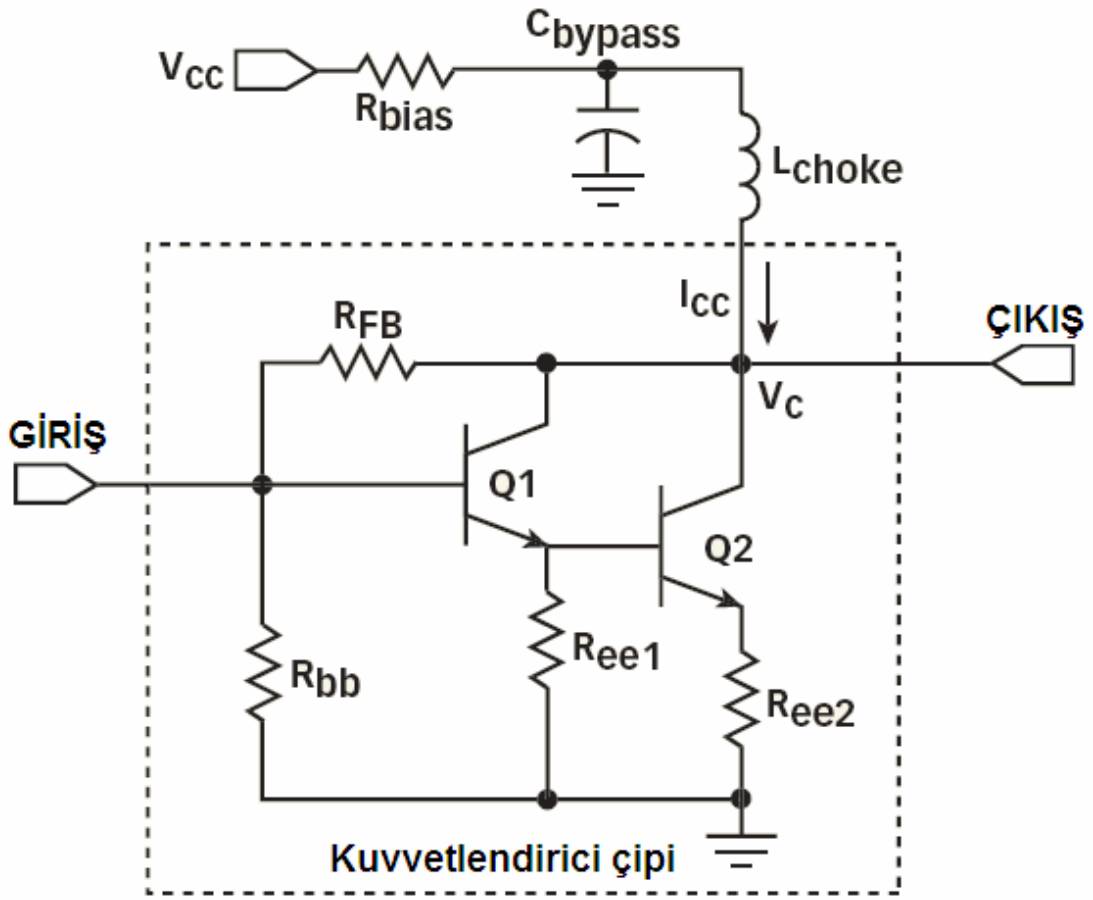 Cbypass
VCC
Rbias
Lchoke
ICC
RFB
ÇIKIŞ
VC
GİRİŞ
Q1
Q2
Rbb
Ree1
Ree2
Kuvvetlendirici çipi